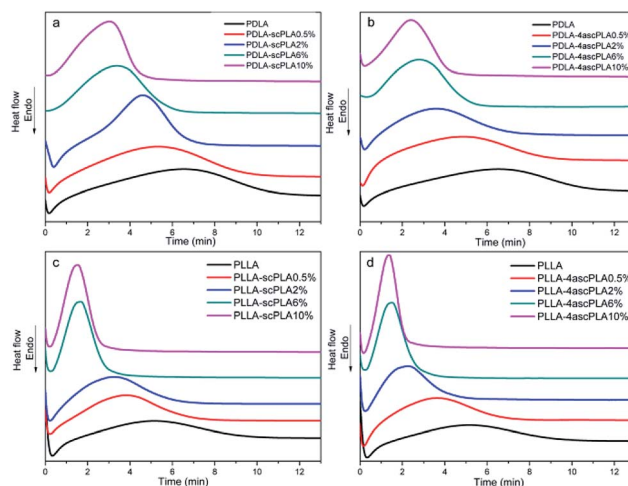 a
PDLA
PDLA-scPLA0.5%
PDLA-scPLA2%
PDLA-scPLA6%
PDLA-scPLA10%
Heat flow
Endo
0 2 4 6 8 10 12
Time (min)
b
PDLA
PDLA-4ascPLA0.5%
PDLA-4ascPLA2%
PDLA-4ascPLA6%
PDLA-4ascPLA10%
Heat flow
Endo
0 2 4 6 8 10 12
Time (min)
c
PLLA
PLLA-scPLA0.5%
PLLA-scPLA2%
PLLA-scPLA6%
PLLA-scPLA10%
Heat flow
Endo
0 2 4 6 8 10 12
Time (min)
d
PLLA
PLLA-4ascPLA0.5%
PLLA-4ascPLA2%
PLLA-4ascPLA6%
PLLA-4ascPLA10%
Heat flow
Endo
0 2 4 6 8 10 12
Time (min)